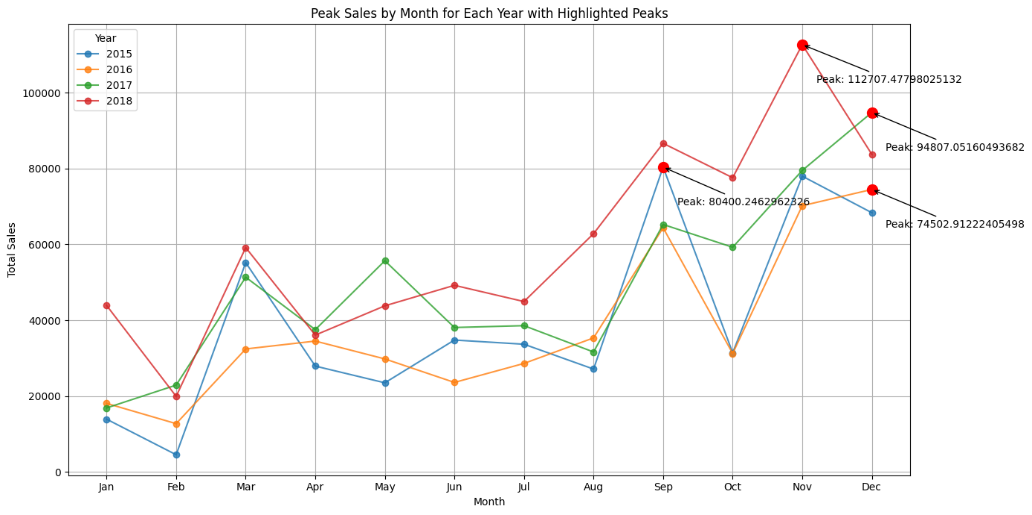 Peak Sales by Month for Each Year with Highlighted Peaks
Year
2015
2016
2017
2018
Peak: 112707.47798025132
Peak: 94807.05160493682
Peak: 80400.2462962326
Peak: 74502.91222405498
Total Sales
100000
80000
60000
40000
20000
0
Jan Feb Mar Apr May Jun Jul Aug Sep Oct Nov Dec
Month